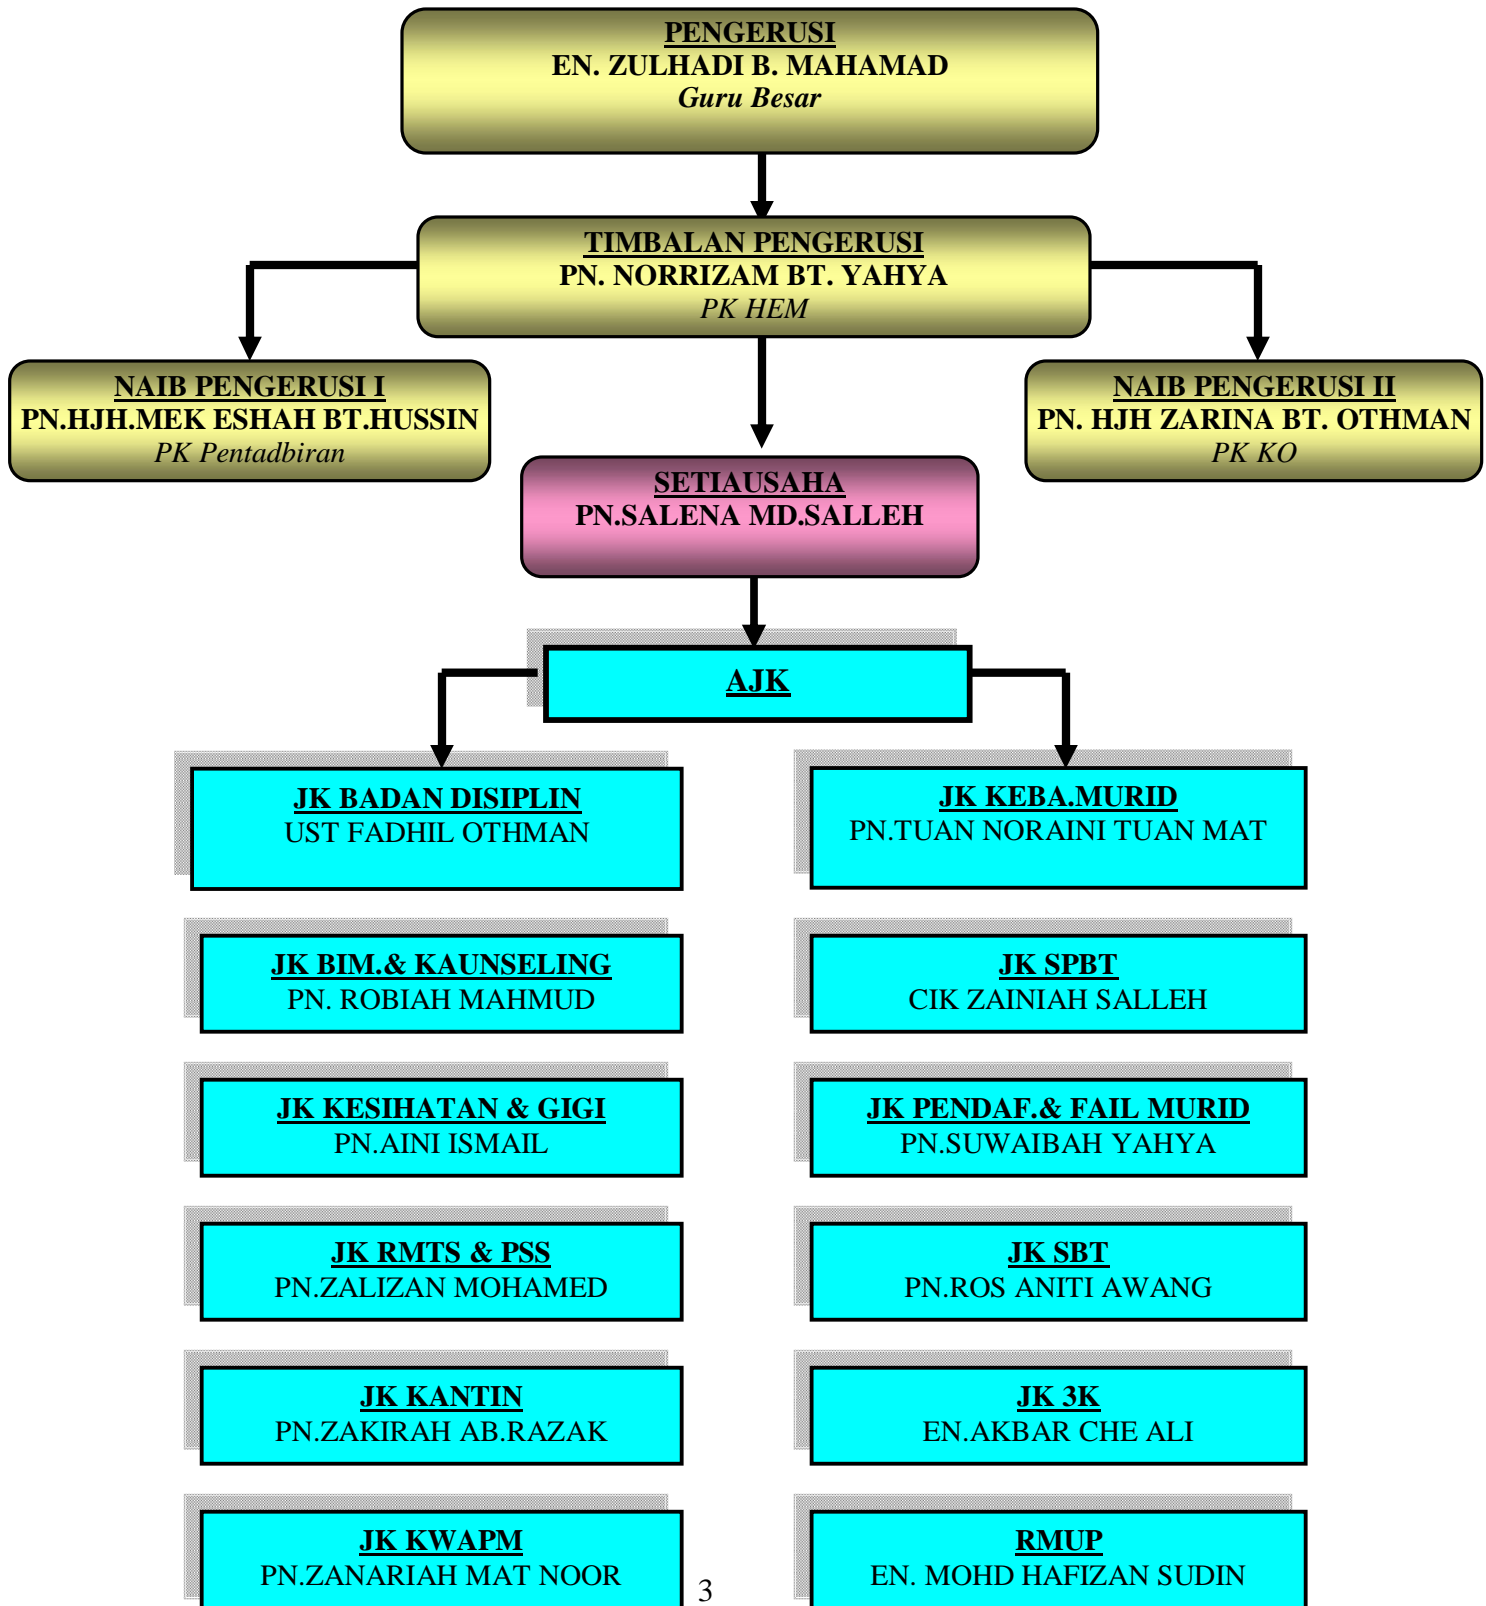 PENGERUSI
EN. ZULHADI B. MAHAMAD
Guru Besar
TIMBALAN PENGERUSI
PN. NORRIZAM BT. YAHYA
PK HEM
NAIB PENGERUSI I
PN.HJH.MEK ESHAH BT.HUSSIN
PK Pentadbiran
NAIB PENGERUSI II
PN. HJH ZARINA BT. OTHMAN
PK KO
SETIAUSAHA
PN.SALENA MD.SALLEH
AJK
JK BADAN DISIPLIN
UST FADHIL OTHMAN
JK KEBA.MURID
PN.TUAN NORAINI TUAN MAT
JK BIM.& KAUNSELING
PN. ROBIAH MAHMUD
JK SPBT
CIK ZAINIAH SALLEH
JK KESIHATAN & GIGI
PN.AINI ISMAIL
JK PENDAF.& FAIL MURID
PN.SUWAIBAH YAHYA
JK RMTS & PSS
PN.ZALIZAN MOHAMED
JK SBT
PN.ROS ANITI AWANG
JK KANTIN
PN.ZAKIRAH AB.RAZAK
JK 3K
EN.AKBAR CHE ALI
JK KWAPM
PN.ZANARIAH MAT NOOR
RMUP
EN. MOHD HAFIZAN SUDIN
3